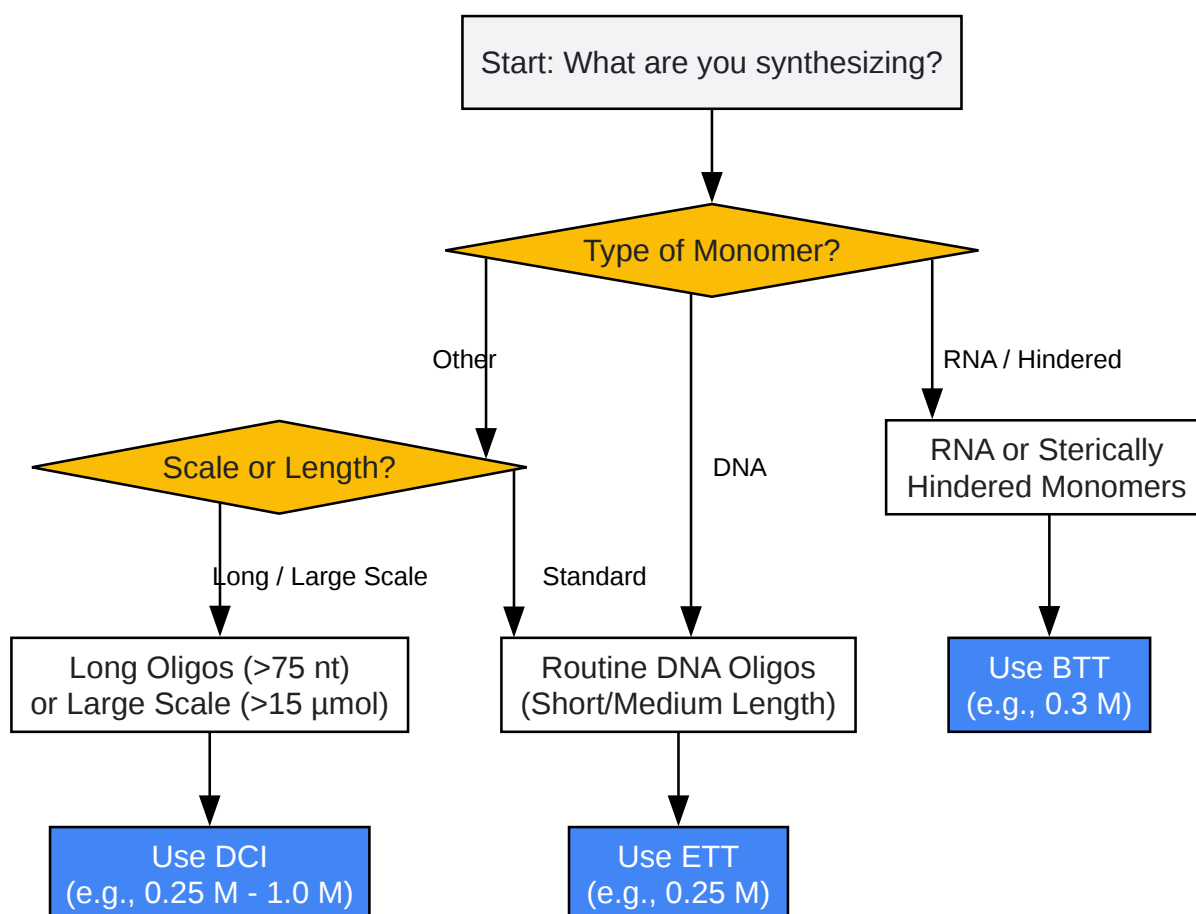 Start: What are you synthesizing?
Type of Monomer?
Other
RNA / Hindered
Scale or Length?
DNA
RNA or Sterically
Hindered Monomers
Long / Large Scale
Standard
Long Oligos (>75 nt)
or Large Scale (>15 µmol)
Routine DNA Oligos
(Short/Medium Length)
Use BTT
(e.g., 0.3 M)
Use DCI
(e.g., 0.25 M - 1.0 M)
Use ETT
(e.g., 0.25 M)